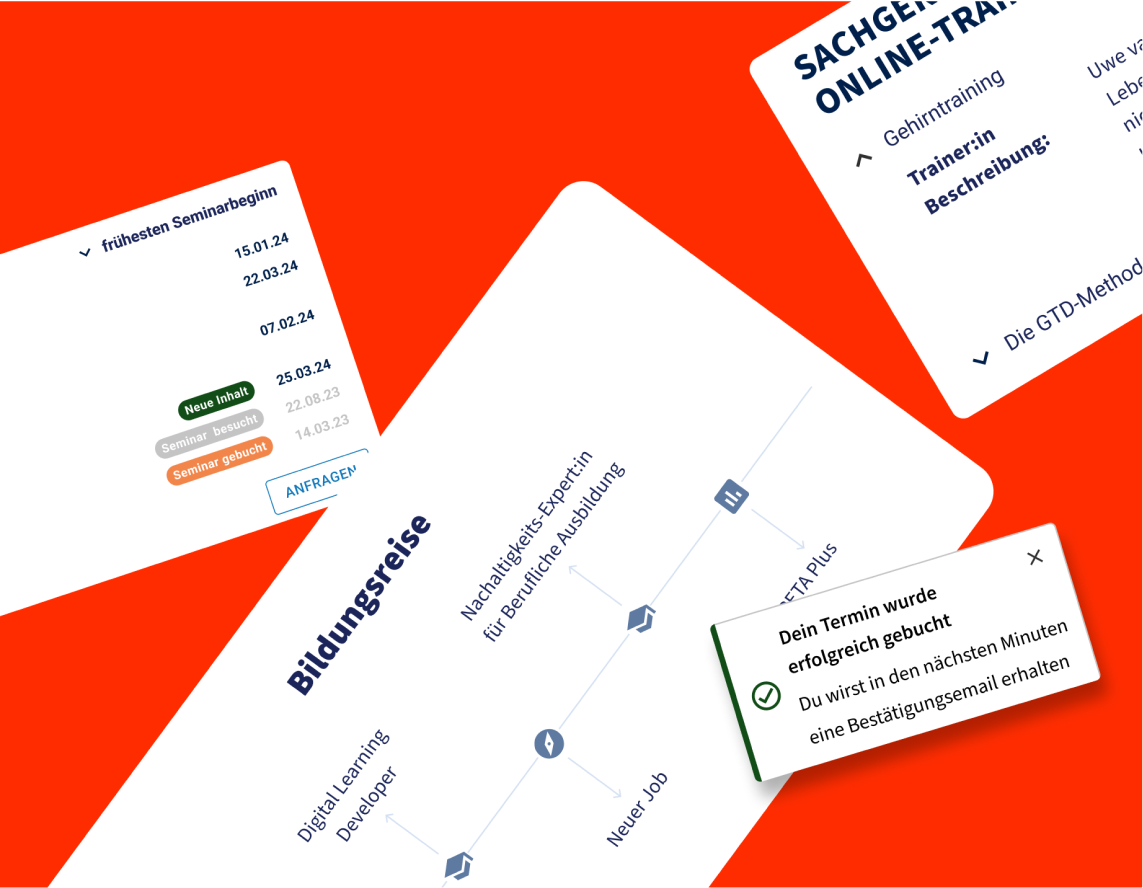 frühesten Seminarbeginn
15.01.24
22.03.24
07.02.24
25.03.24
Neue Inhalt
22.08.23
Seminar besucht
14.03.23
Seminar gebucht
ANFRAGEN
Bildungsreise
Nachaltigkeits-Expert:in
für Berufliche Ausbildung
Plus
Digital Learning
Developer
Neuer Job
Gehirntraining
Trainer:in
Beschreibung:
Uwe
Die
Dein Termin wurde
erfolgreich gebucht
Du wirst in den nächsten Minuten
eine Bestätigungsemail erhalten